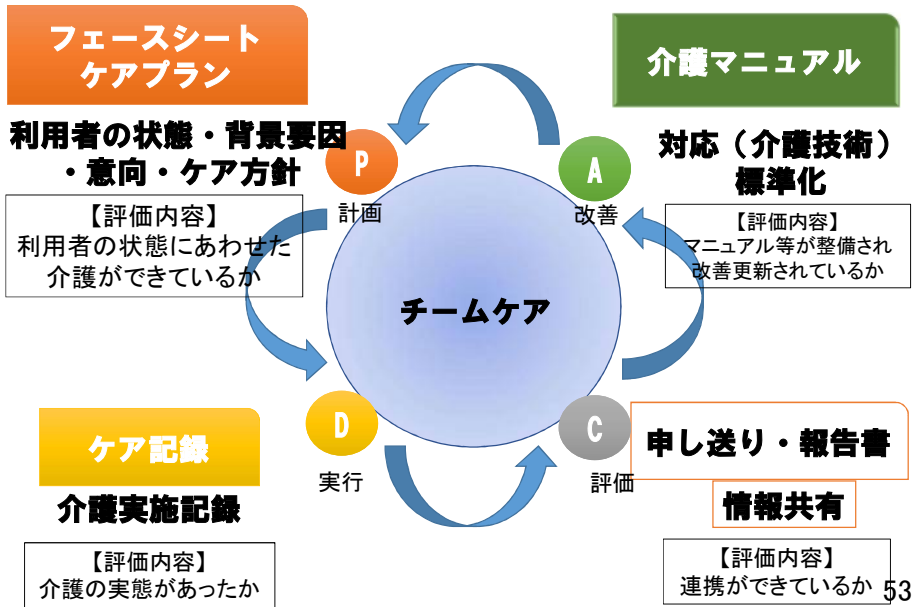 フェースシート
ケアプラン
利用者の状態・背景要因
・意向・ケア方針
【評価内容】
利用者の状態にあわせた
介護ができているか
P
計画
介護マニュアル
A
改善
対応（介護技術）
標準化
【評価内容】
マニュアル等が整備され
改善更新されているか
チームケア
D
実行
ケア記録
介護実施記録
【評価内容】
介護の実態があったか
C
評価
申し送り・報告書
情報共有
【評価内容】
連携ができているか
53